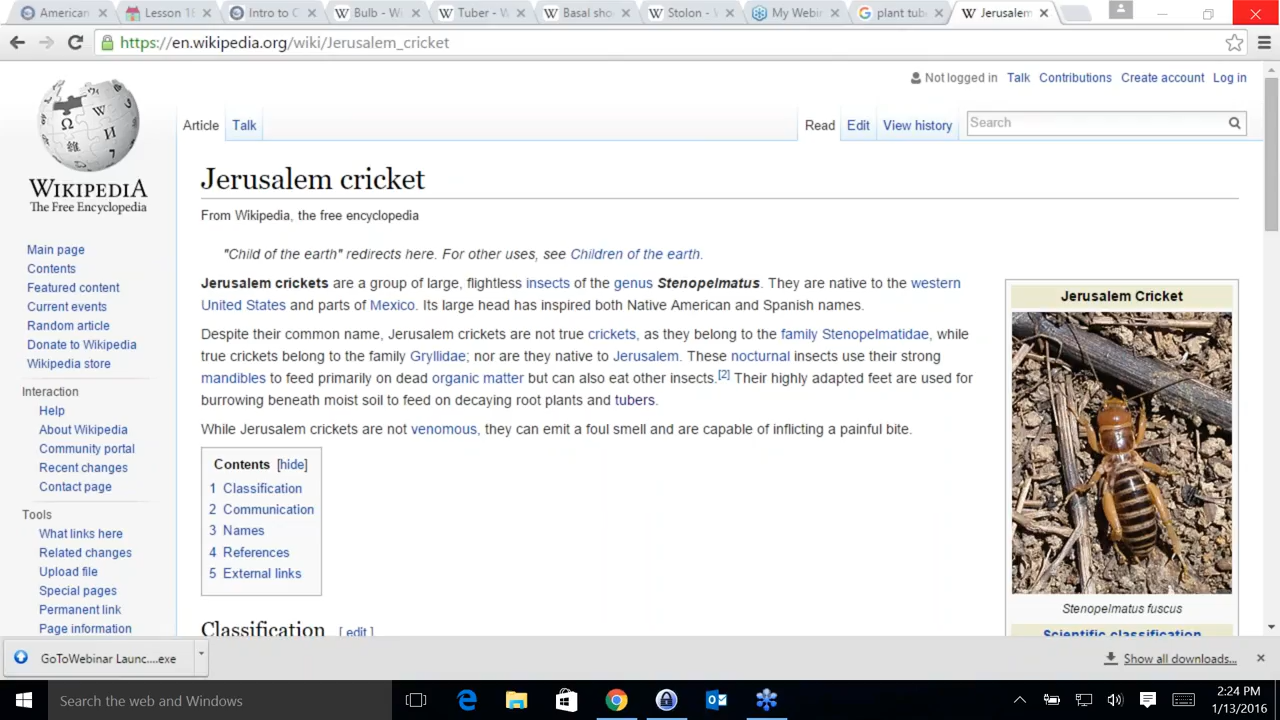 American
Lesson 18
Intro to C
Bulb - Wi
Tuber - W
Basal sho
Stolon - 
My Webin
plant tub
Jerusalem
https://en.wikipedia.org/wiki/Jerusalem_cricket
Not logged in Talk Contributions Create account Log in
Article Talk
Read Edit View history
Search
WIKIPEDIA
The Free Encyclopedia
Jerusalem cricket
From Wikipedia, the free encyclopedia
"Child of the earth" redirects here. For other uses, see Children of the earth.
Jerusalem crickets are a group of large, flightless insects of the genus Stenopelmatus. They are native to the western
United States and parts of Mexico. Its large head has inspired both Native American and Spanish names.
Despite their common name, Jerusalem crickets are not true crickets, as they belong to the family Stenopelmatidae, while
true crickets belong to the family Gryllidae; nor are they native to Jerusalem. These nocturnal insects use their strong
mandibles to feed primarily on dead organic matter but can also eat other insects.[2] Their highly adapted feet are used for
burrowing beneath moist soil to feed on decaying root plants and tubers.
While Jerusalem crickets are not venomous, they can emit a foul smell and are capable of inflicting a painful bite.
Contents [hide]
1 Classification
2 Communication
3 Names
4 References
5 External links
Classification [ edit ]
Jerusalem Cricket
Stenopelmatus fuscus
Scientific classification
Main page
Contents
Featured content
Current events
Random article
Donate to Wikipedia
Wikipedia store
Interaction
Help
About Wikipedia
Community portal
Recent changes
Contact page
Tools
What links here
Related changes
Upload file
Special pages
Permanent link
Page information
GoToWebinar Launc....exe
Show all downloads...
Search the web and Windows
2:24 PM
1/13/2016